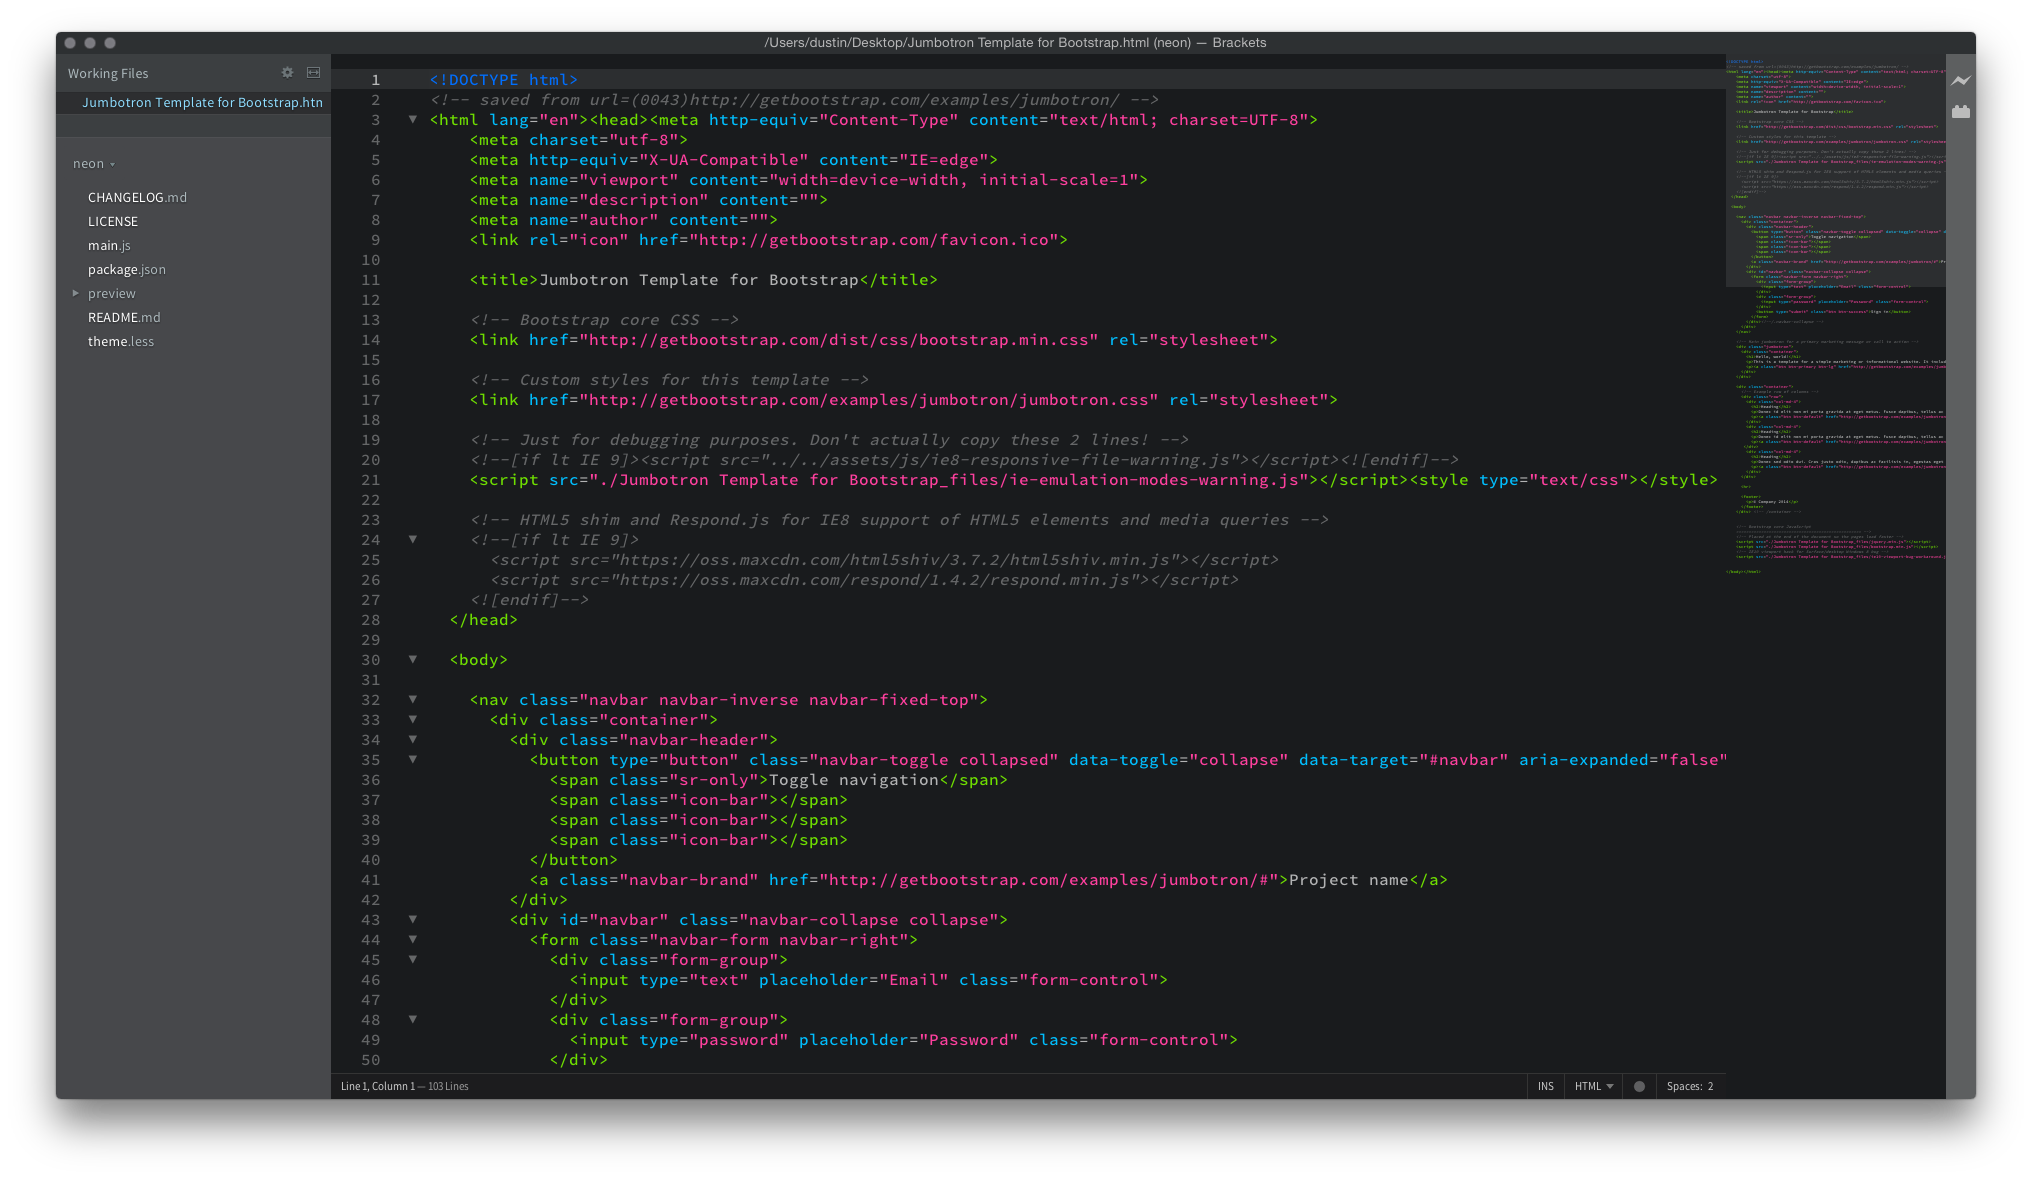 /Users/dustin/Desktop/Jumbotron Template for Bootstrap.html (neon) — Brackets
Working Files
Jumbotron Template for Bootstrap.htn
neon
CHANGELOG.md
LICENSE
main.js
package.json
preview
README.md
theme.less
1 <!DOCTYPE html>
2 <!-- saved from url=(0043)http://getbootstrap.com/examples/jumbotron/ -->
3 <html lang="en"><head><meta http-equiv="Content-Type" content="text/html; charset=UTF-8">
4 <meta charset="utf-8">
5 <meta http-equiv="X-UA-Compatible" content="IE=edge">
6 <meta name="viewport" content="width=device-width, initial-scale=1">
7 <meta name="description" content="">
8 <meta name="author" content="">
9 <link rel="icon" href="http://getbootstrap.com/favicon.ico">
10
11 <title>Jumbotron Template for Bootstrap</title>
12
13 <!-- Bootstrap core CSS -->
14 <link href="http://getbootstrap.com/dist/css/bootstrap.min.css" rel="stylesheet">
15
16 <!-- Custom styles for this template -->
17 <link href="http://getbootstrap.com/examples/jumbotron/jumbotron.css" rel="stylesheet">
18
19 <!-- Just for debugging purposes. Don't actually copy these 2 lines! -->
20 <!--[if lt IE 9]><script src="../../assets/js/ie8-responsive-file-warning.js"></script><![endif]-->
21 <script src="./Jumbotron Template for Bootstrap_files/ie-emulation-modes-warning.js"></script><style type="text/css"></style>
22
23 <!-- HTML5 shim and Respond.js for IE8 support of HTML5 elements and media queries -->
24 <!--[if lt IE 9]>
25 <script src="https://oss.maxcdn.com/html5shiv/3.7.2/html5shiv.min.js"></script>
26 <script src="https://oss.maxcdn.com/respond/1.4.2/respond.min.js"></script>
27 <![endif]-->
28 </head>
29
30 <body>
31
32 <nav class="navbar navbar-inverse navbar-fixed-top">
33 <div class="container">
34 <div class="navbar-header">
35 <button type="button" class="navbar-toggle collapsed" data-toggle="collapse" data-target="#navbar" aria-expanded="false"
36 <span class="sr-only">Toggle navigation</span>
37 <span class="icon-bar"></span>
38 <span class="icon-bar"></span>
39 <span class="icon-bar"></span>
40 </button>
41 <a class="navbar-brand" href="http://getbootstrap.com/examples/jumbotron/#">Project name</a>
42 </div>
43 <div id="navbar" class="navbar-collapse collapse">
44 <form class="navbar-form navbar-right">
45 <div class="form-group">
46 <input type="text" placeholder="Email" class="form-control">
47 </div>
48 <div class="form-group">
49 <input type="password" placeholder="Password" class="form-control">
50 </div>
Line 1, Column 1 — 103 Lines
INS HTML Spaces: 2